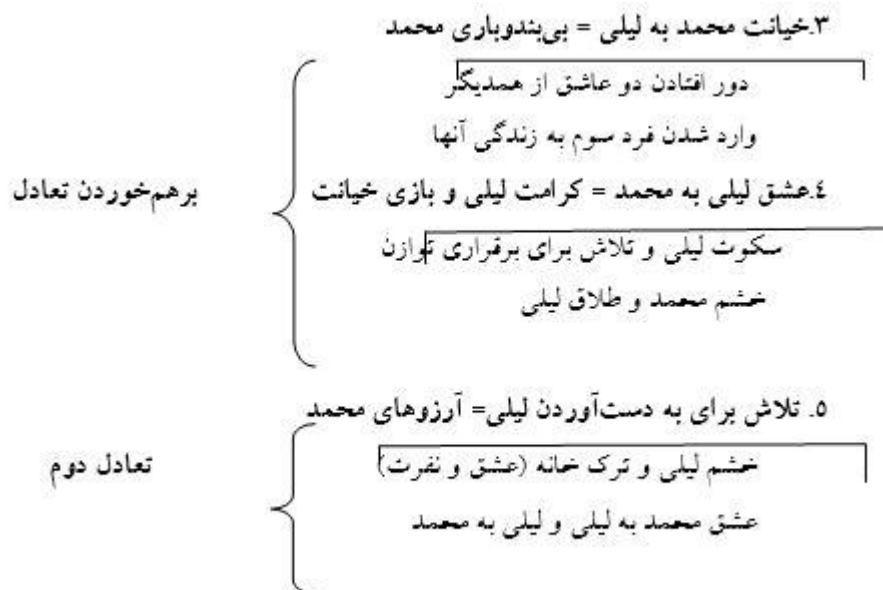 ۳.خیانت محمد به لیلی = بی‌بندوباری محمد
دور افتادن دو عاشق از همدیگر
وارد شدن فرد سوم به زندگی آنها
برهم‌خوردن تعادل
۴.عشق لیلی به محمد = کرامت لیلی و بازی خیانت
سکوت لیلی و تلاش برای برقراری توازن
خشم محمد و طلاق لیلی
۵. تلاش برای به دست‌آوردن لیلی= آرزوهای محمد
خشم لیلی و ترک خانه (عشق و نفرت)
تعادل دوم
عشق محمد به لیلی و لیلی به محمد